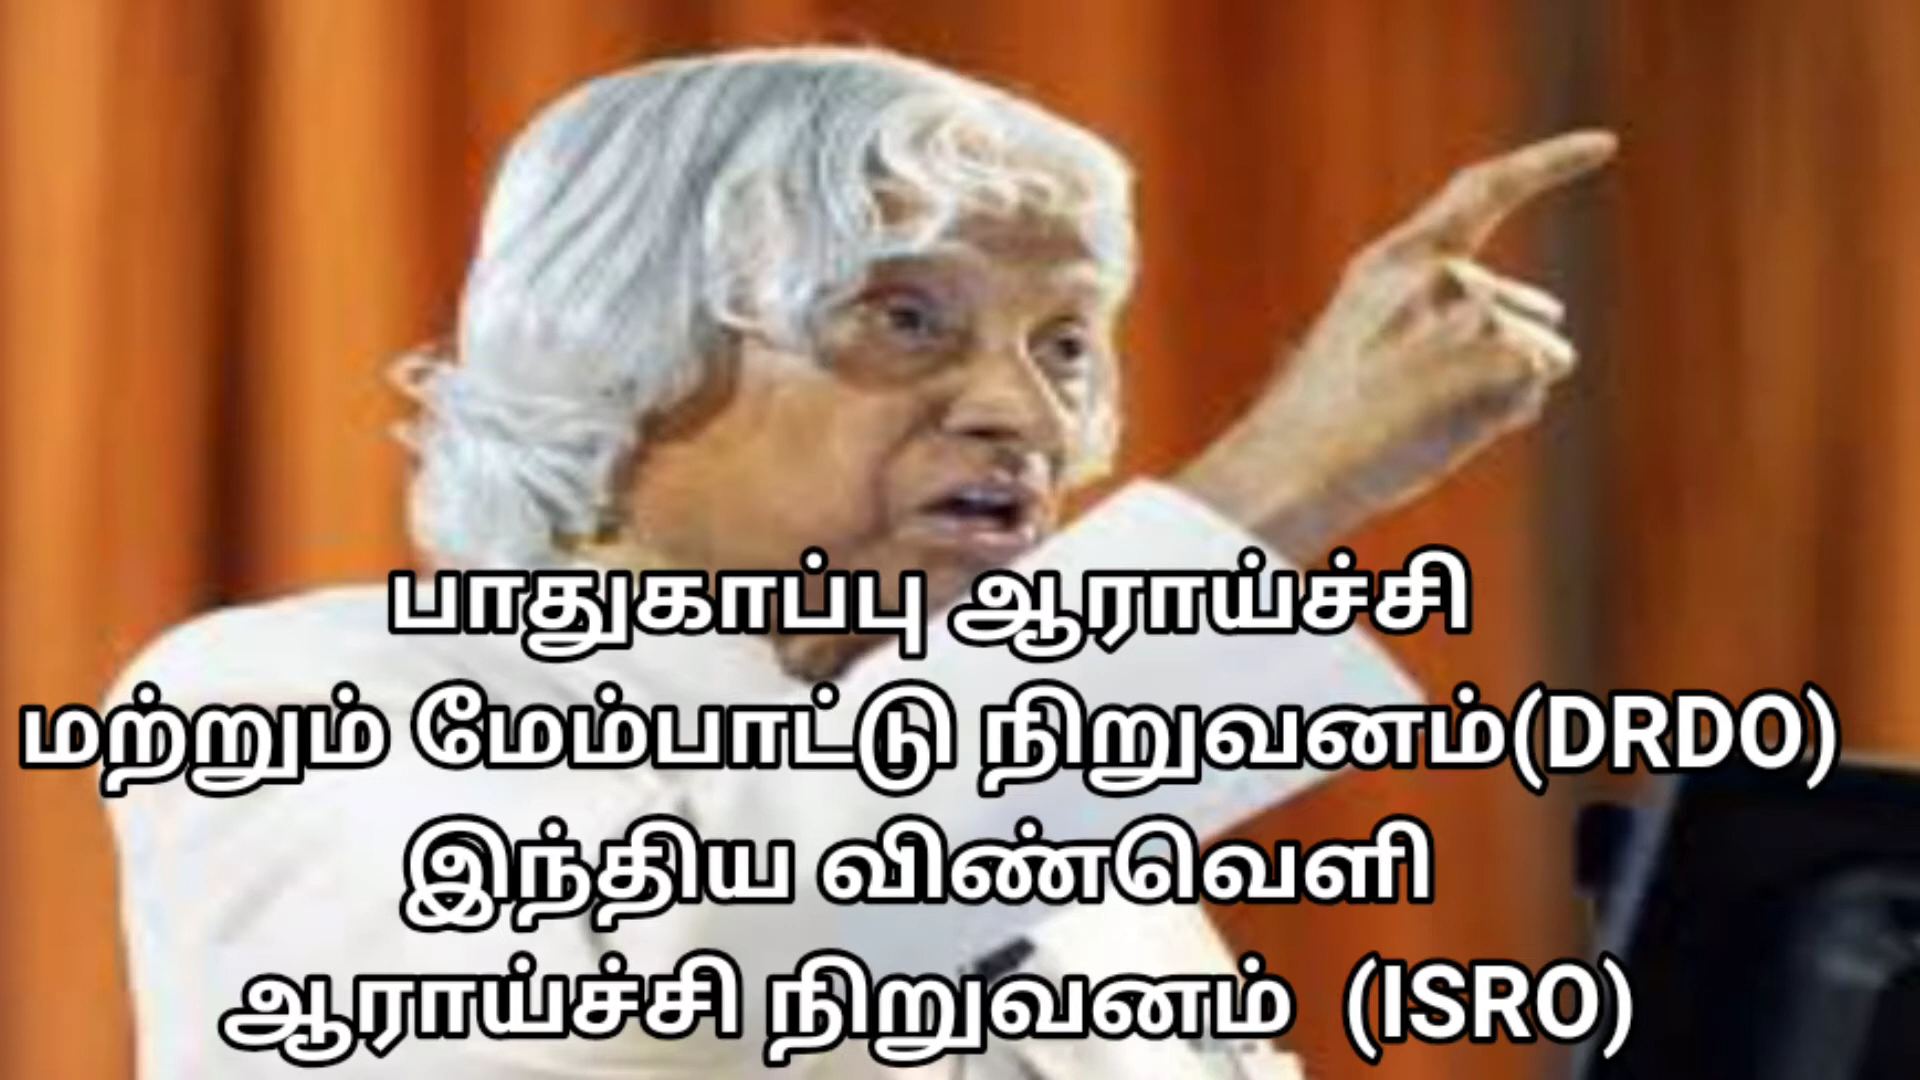 பாதுகாப்பு ஆராய்ச்சி
மற்றும் மேம்பாட்டு நிறுவனம்(DRDO)
இந்திய விண்வெளி
ஆராய்ச்சி நிறுவனம் (ISRO)